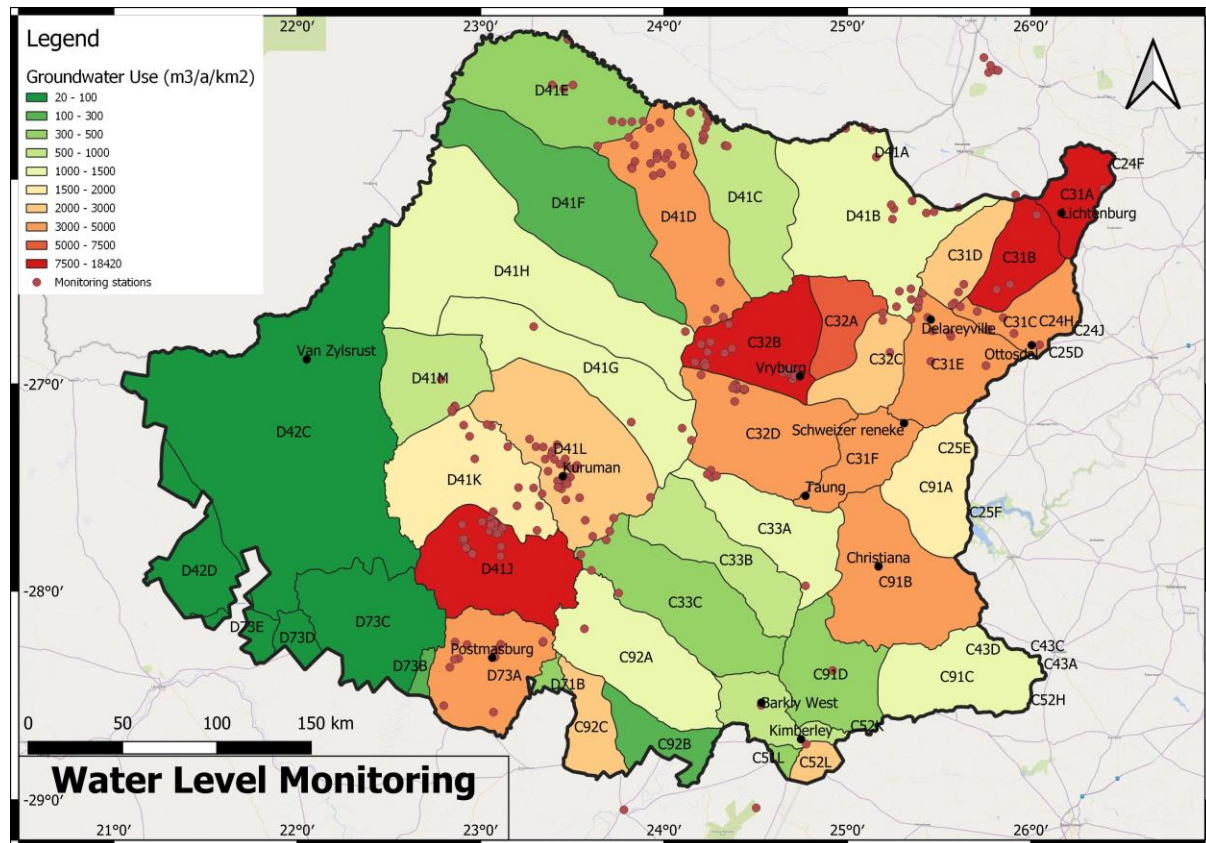 22°0′ 23°0′ 24°0′ 25°0′ 26°0′
Legend
Groundwater Use (m3/a/km2)
20 - 100
100 - 300
300 - 500
500 - 1000
1000 - 1500
1500 - 2000
2000 - 3000
3000 - 5000
5000 - 7500
7500 - 18420
Monitoring stations
D41E
D41A
C24F
C31A
D41F
D41C
D41D
D41B
Lichtenburg
D41H
C31D
C31B
C32A
C31C
C24H
Delareyville
C24J
C32B
Van Zylsrust
D41G
C32C
C31E
Ottosdal
C25D
Vryburg
D41M
-27°0′
-27°0′
D42C
C32D
Schweizer reneke
D41L
C25E
Kuruman
C31F
D41K
Taung
C91A
C25F
C33A
C33B
Christiana
D41J
D42D
C91B
-28°0′
-28°0′
C33C
D73E
D73D
D73C
C43D
C43C
Postmasburg
C92A
C43A
D73B
D73A
D71B
C91D
C91C
C52H
Barkly West
0 50 100 150 km
C52K
Kimberley
C92C
C92B
C51L
C52L
Water Level Monitoring
-29°0′
-29°0′
21°0′ 22°0′ 23°0′ 24°0′ 25°0′ 26°0′